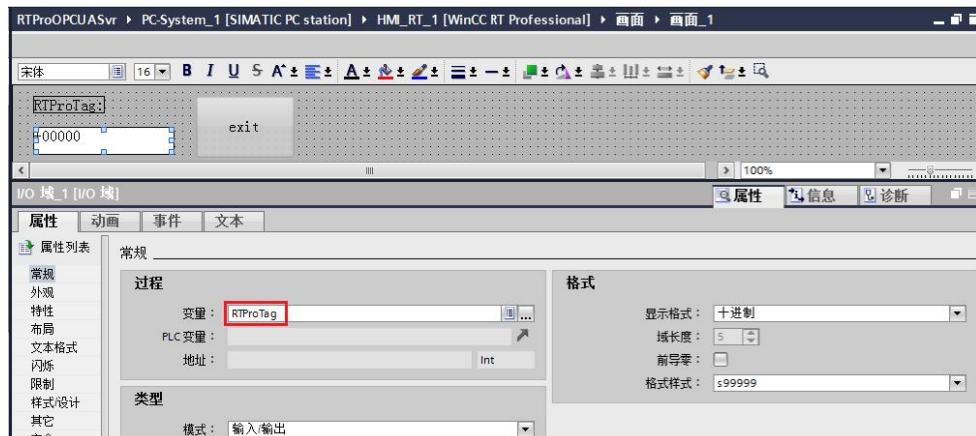 RTProOPCUASvr ▸ PC-System_1 [SIMATIC PC station] ▸ HMI_RT_1 [WinCC RT Professional] ▸ 画面 ▸ 画面_1
宋体 16 B I U S A
RTProTag:
+00000
exit
100%
I/O 域_1 [I/O 域]
属性 信息 诊断
属性 动画 事件 文本
属性列表
常规
外观
特性
布局
文本格式
闪烁
限制
样式/设计
其它
常规
过程
变量: RTProTag
PLC变量:
地址: Int
类型
模式: 输入/输出
格式
显示格式: 十进制
域长度: 5
前导零:
格式样式: s99999